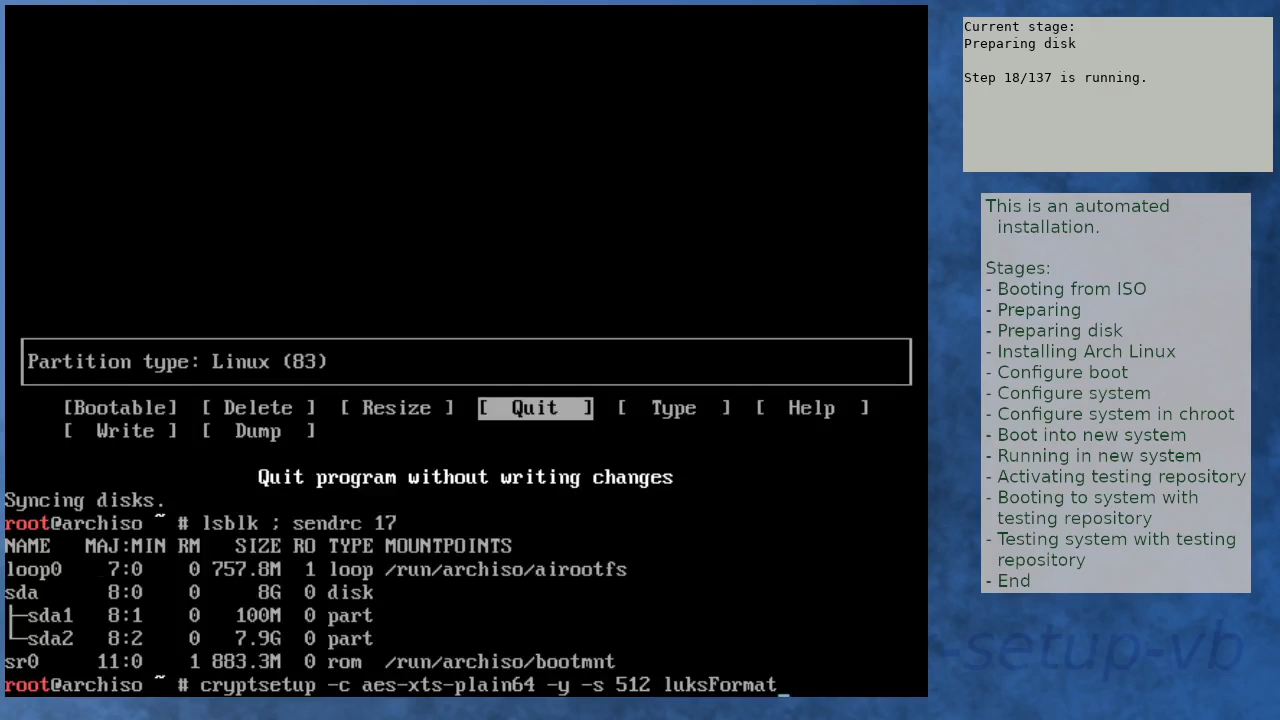 Partition type: Linux (83)
[Bootable] [ Delete ] [ Resize ] [ Quit ] [ Type ] [ Help ]
[ Write ] [ Dump ]
Quit program without writing changes
Syncing disks.
root@archiso ~ # lsblk ; sendrc 17
NAME MAJ:MIN RM SIZE RO TYPE MOUNTPOINTS
loop0 7:0 0 757.8M 1 loop /run/archiso/airootfs
sda 8:0 0 8G 0 disk
├─sda1 8:1 0 100M 0 part
└─sda2 8:2 0 7.9G 0 part
sr0 11:0 1 883.3M 0 rom /run/archiso/bootmnt
root@archiso ~ # cryptsetup -c aes-xts-plain64 -y -s 512 luksFormat_
Current stage:
Preparing disk
Step 18/137 is running.
This is an automated
installation.
Stages:
- Booting from ISO
- Preparing
- Preparing disk
- Installing Arch Linux
- Configure boot
- Configure system
- Configure system in chroot
- Boot into new system
- Running in new system
- Activating testing repository
- Booting to system with
testing repository
- Testing system with testing
repository
- End
-setup-vb